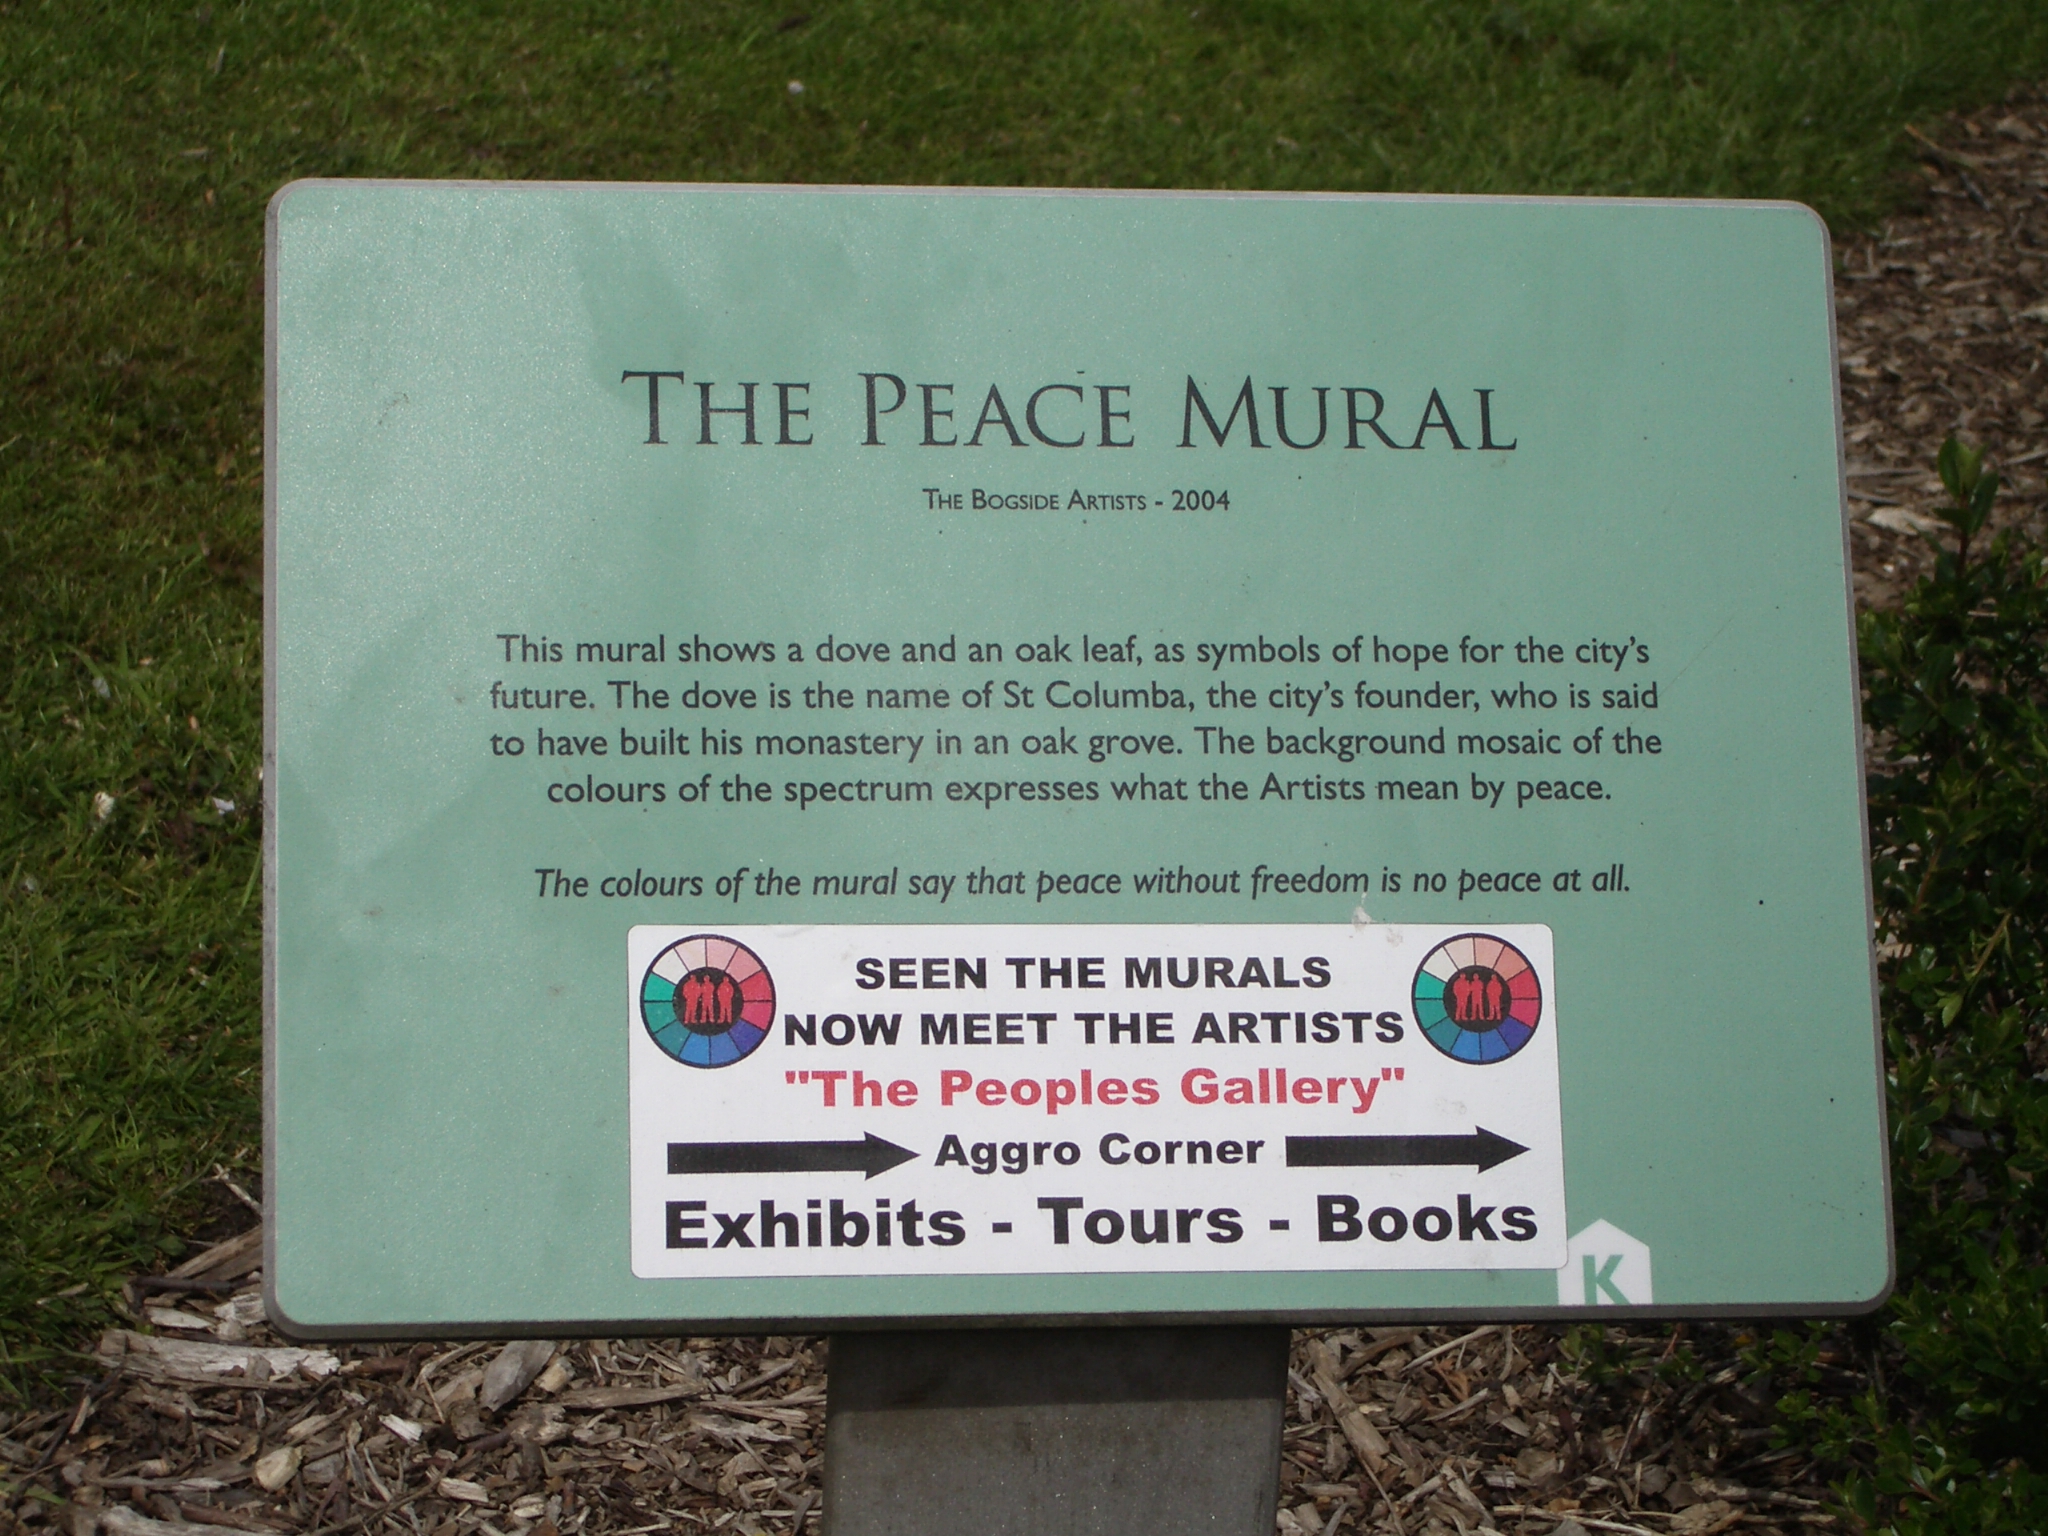 THE PEACE MURAL
THE BOGSIDE ARTISTS - 2004
This mural shows a dove and an oak leaf, as symbols of hope for the city's
future. The dove is the name of St Columba, the city's founder, who is said
to have built his monastery in an oak grove. The background mosaic of the
colours of the spectrum expresses what the Artists mean by peace.
The colours of the mural say that peace without freedom is no peace at all.
SEEN THE MURALS
NOW MEET THE ARTISTS
"The Peoples Gallery"
Aggro Corner
Exhibits - Tours - Books
K